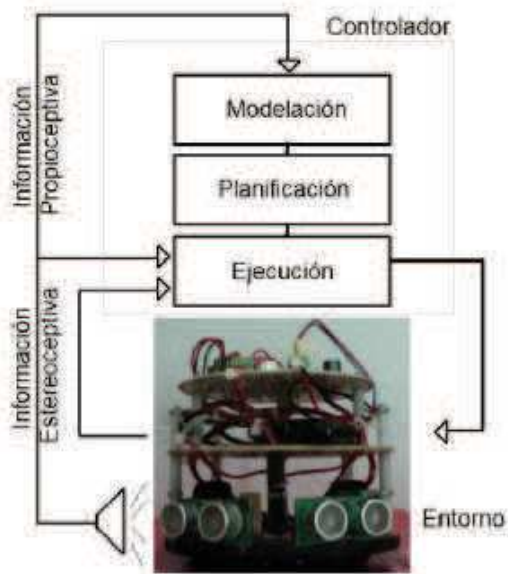 Controlador
Información
Propioceptiva
Modelación
Planificación
Ejecución
Información
Estereoceptiva
Entorno